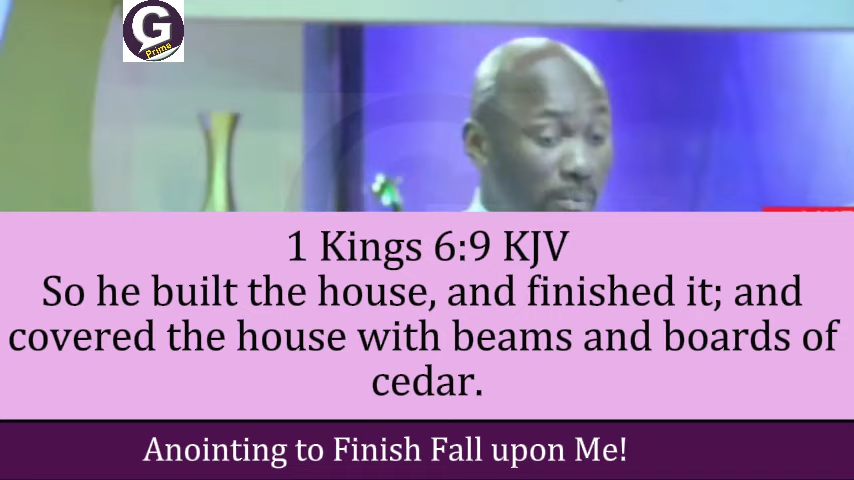 G
Prime
1 Kings 6:9 KJV
So he built the house, and finished it; and
covered the house with beams and boards of
cedar.
Anointing to Finish Fall upon Me!